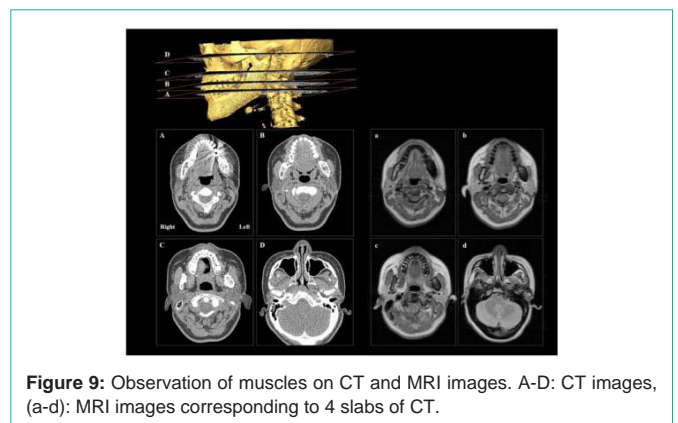 D
C
B
A
A
B
a
b
Right
Left
C
D
c
d
Figure 9: Observation of muscles on CT and MRI images. A-D: CT images,
(a-d): MRI images corresponding to 4 slabs of CT.